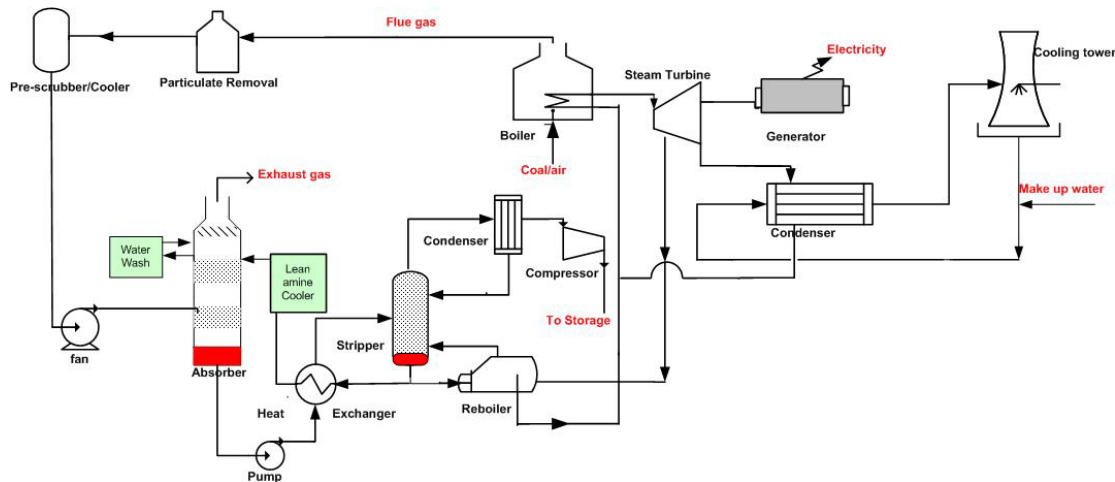 Flue gas
Electricity
Steam Turbine
Cooling tower
Pre-scrubber/Cooler
Particulate Removal
Boiler
Generator
Coal/air
Exhaust gas
Make up water
Condenser
Condenser
Water
Wash
Lean
amine
Cooler
Compressor
To Storage
Stripper
fan
Absorber
Reboiler
Heat
Exchanger
Pump